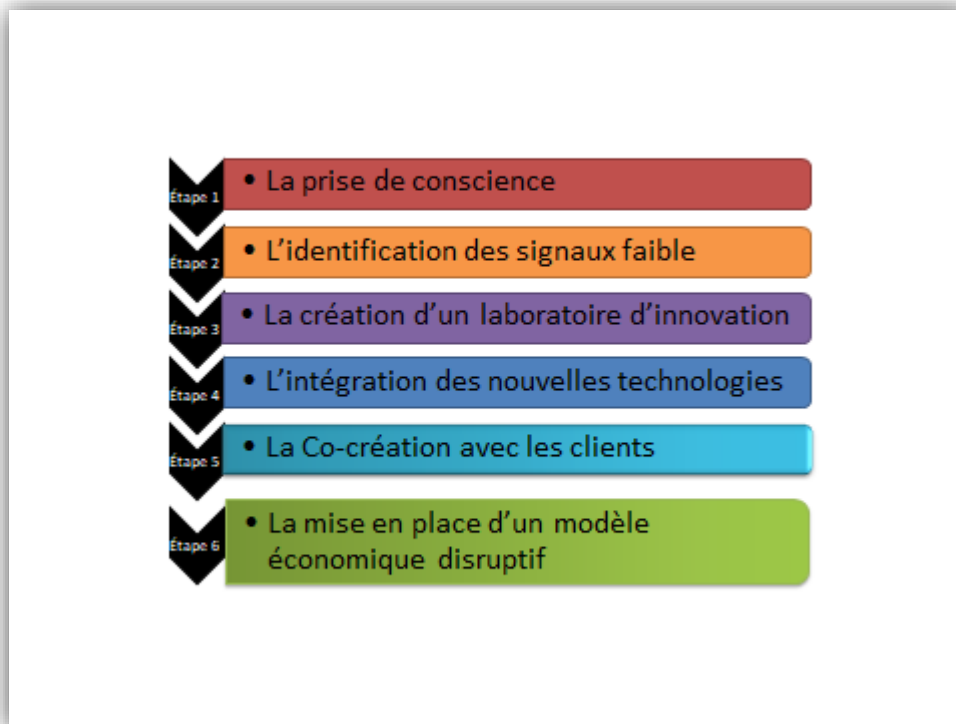 Étape 1
• La prise de conscience
Étape 2
• L'identification des signaux faible
Étape 3
• La création d'un laboratoire d'innovation
Étape 4
• L'intégration des nouvelles technologies
Étape 5
• La Co-création avec les clients
Étape 6
• La mise en place d'un modèle
économique disruptif